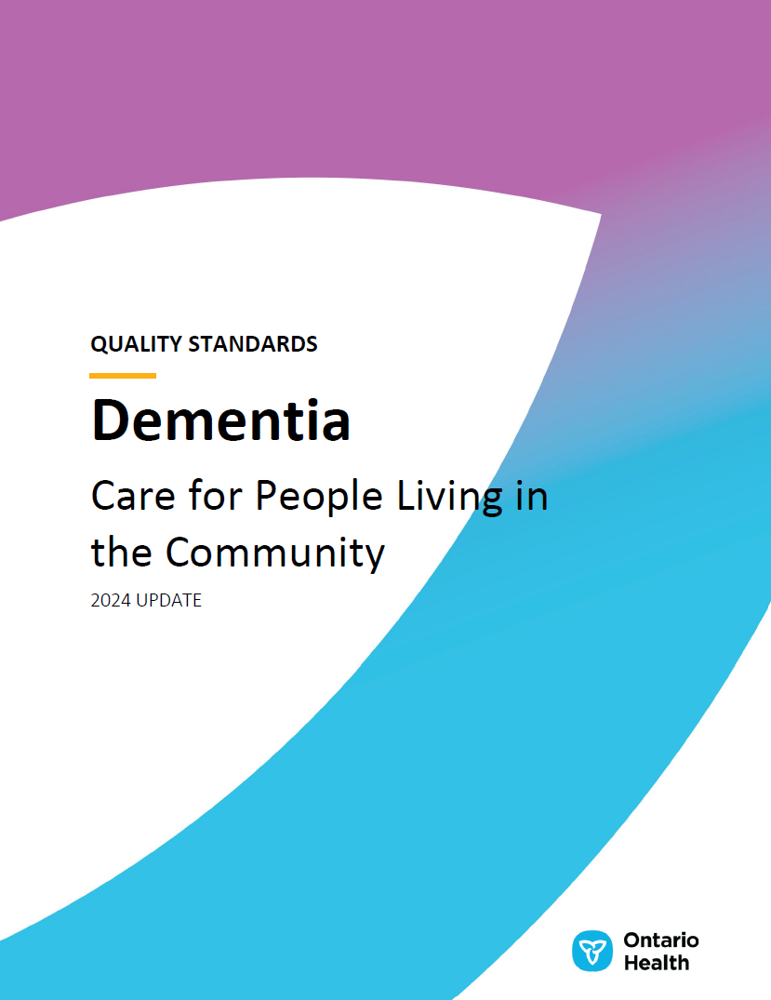 QUALITY STANDARDS
Dementia
Care for People Living in
the Community
2024 UPDATE
Ontario
Health